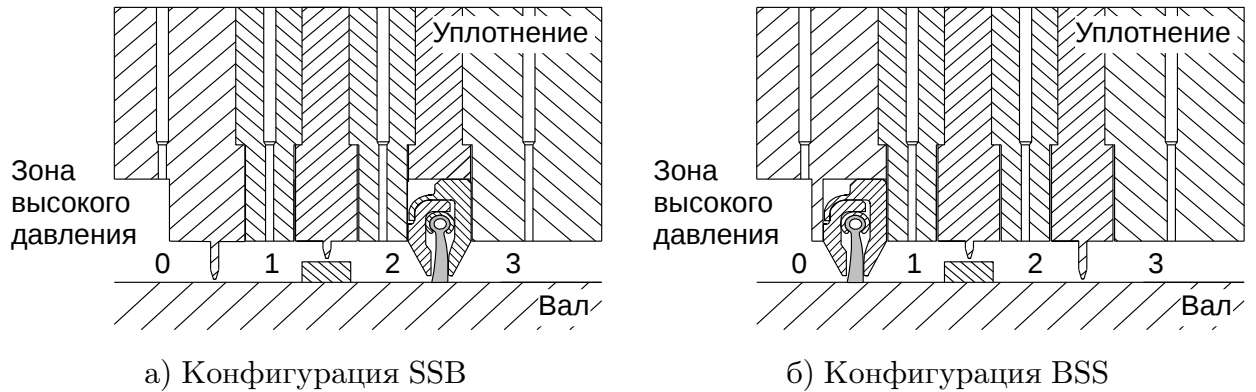 Уплотнение
Зона
высокого
давления
0 1 2 3
Вал
а) Конфигурация SSB
Уплотнение
Зона
высокого
давления
0 1 2 3
Вал
б) Конфигурация BSS